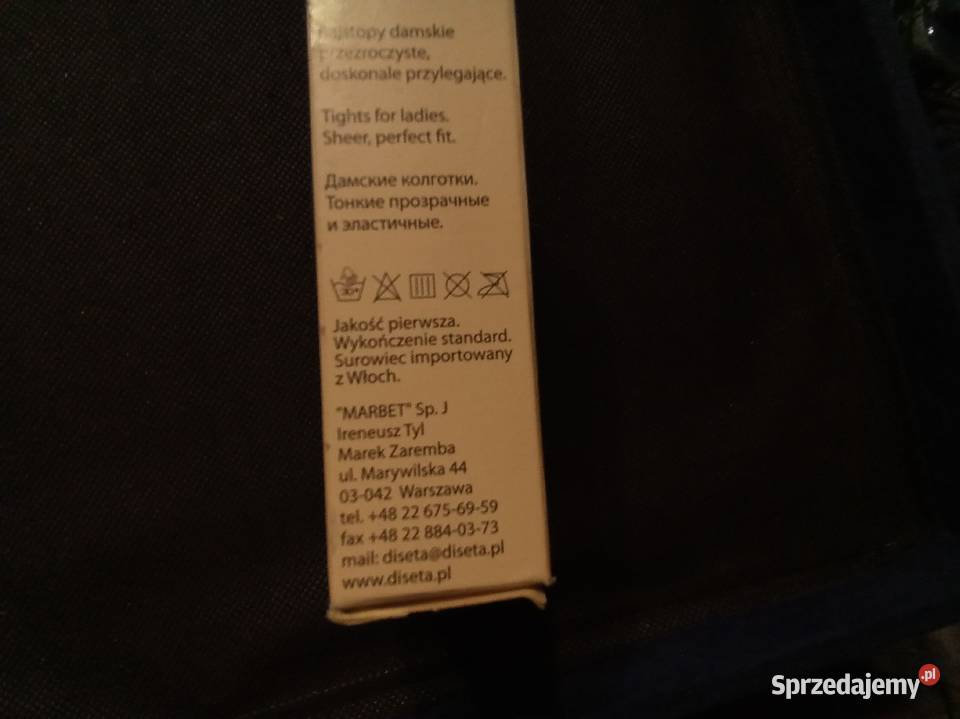 Rajstopy damskie
przezroczyste,
doskonale przylegające.
Tights for ladies.
Sheer, perfect fit.
Дамские колготки.
Тонкие прозрачные
и эластичные.
30°
Jakość pierwsza.
Wykończenie standard.
Surowiec importowany
z Włoch.
"MARBET" Sp. J
Ireneusz Tyl
Marek Zaremba
ul. Marywilska 44
03-042 Warszawa
tel. +48 22 675-69-59
fax +48 22 884-03-73
mail: diseta@diseta.pl
www.diseta.pl
Sprzedajemy.pl